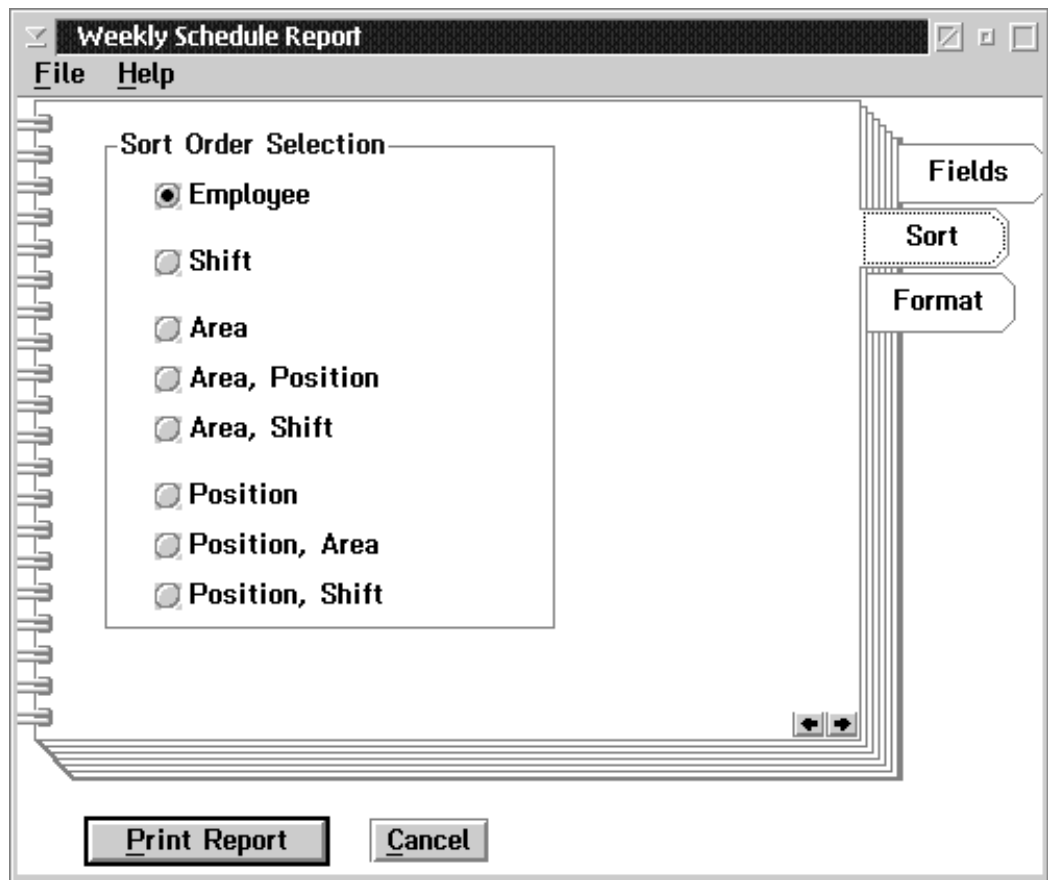 Weekly Schedule Report
File Help
Sort Order Selection
Employee
Shift
Area
Area, Position
Area, Shift
Position
Position, Area
Position, Shift
Fields
Sort
Format
Print Report
Cancel